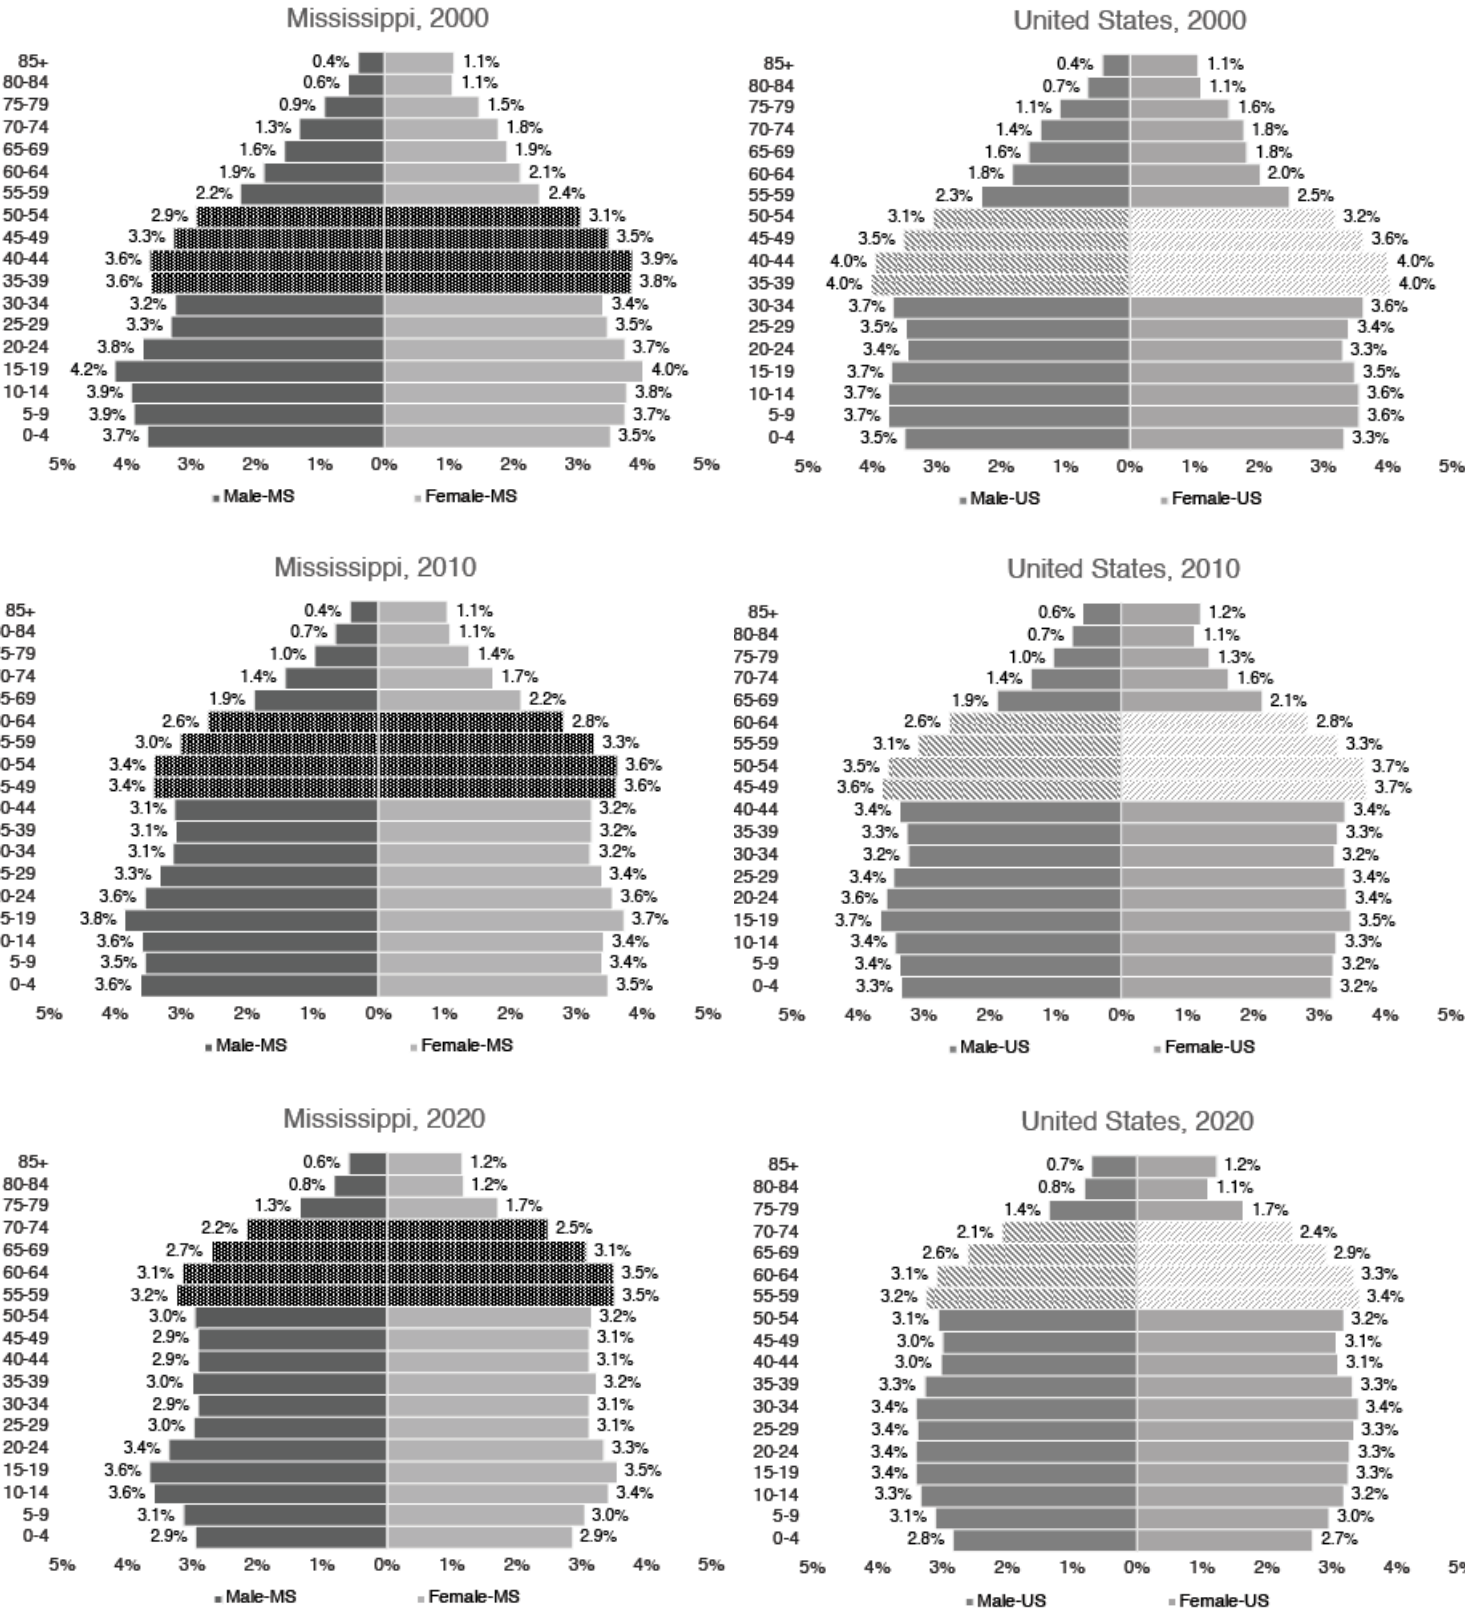 Mississippi, 2000
85+ 0.4% 1.1%
80-84 0.6% 1.1%
75-79 0.9% 1.5%
70-74 1.3% 1.8%
65-69 1.6% 1.9%
60-64 1.9% 2.1%
55-59 2.2% 2.4%
50-54 2.9% 3.1%
45-49 3.3% 3.5%
40-44 3.6% 3.9%
35-39 3.6% 3.8%
30-34 3.2% 3.4%
25-29 3.3% 3.5%
20-24 3.8% 3.7%
15-19 4.2% 4.0%
10-14 3.9% 3.8%
5-9 3.9% 3.7%
0-4 3.7% 3.5%
5% 4% 3% 2% 1% 0% 1% 2% 3% 4% 5%
Male-MS Female-MS
United States, 2000
85+ 0.4% 1.1%
80-84 0.7% 1.1%
75-79 1.1% 1.6%
70-74 1.4% 1.8%
65-69 1.6% 1.8%
60-64 1.8% 2.0%
55-59 2.3% 2.5%
50-54 3.1% 3.2%
45-49 3.5% 3.6%
40-44 4.0% 4.0%
35-39 4.0% 4.0%
30-34 3.7% 3.6%
25-29 3.5% 3.4%
20-24 3.4% 3.3%
15-19 3.7% 3.5%
10-14 3.7% 3.6%
5-9 3.7% 3.6%
0-4 3.5% 3.3%
5% 4% 3% 2% 1% 0% 1% 2% 3% 4% 5%
Male-US Female-US
Mississippi, 2010
85+ 0.4% 1.1%
0-84 0.7% 1.1%
5-79 1.0% 1.4%
0-74 1.4% 1.7%
5-69 1.9% 2.2%
0-64 2.6% 2.8%
5-59 3.0% 3.3%
0-54 3.4% 3.6%
5-49 3.4% 3.6%
0-44 3.1% 3.2%
5-39 3.1% 3.2%
0-34 3.1% 3.2%
5-29 3.3% 3.4%
0-24 3.6% 3.6%
5-19 3.8% 3.7%
0-14 3.6% 3.4%
5-9 3.5% 3.4%
0-4 3.6% 3.5%
5% 4% 3% 2% 1% 0% 1% 2% 3% 4% 5%
Male-MS Female-MS
United States, 2010
85+ 0.6% 1.2%
80-84 0.7% 1.1%
75-79 1.0% 1.3%
70-74 1.4% 1.6%
65-69 1.9% 2.1%
60-64 2.6% 2.8%
55-59 3.1% 3.3%
50-54 3.5% 3.7%
45-49 3.6% 3.7%
40-44 3.4% 3.4%
35-39 3.3% 3.3%
30-34 3.2% 3.2%
25-29 3.4% 3.4%
20-24 3.6% 3.4%
15-19 3.7% 3.5%
10-14 3.4% 3.3%
5-9 3.4% 3.2%
0-4 3.3% 3.2%
5% 4% 3% 2% 1% 0% 1% 2% 3% 4% 5%
Male-US Female-US
Mississippi, 2020
85+ 0.6% 1.2%
80-84 0.8% 1.2%
75-79 1.3% 1.7%
70-74 2.2% 2.5%
65-69 2.7% 3.1%
60-64 3.1% 3.5%
55-59 3.2% 3.5%
50-54 3.0% 3.2%
45-49 2.9% 3.1%
40-44 2.9% 3.1%
35-39 3.0% 3.2%
30-34 2.9% 3.1%
25-29 3.0% 3.1%
20-24 3.4% 3.3%
15-19 3.6% 3.5%
10-14 3.6% 3.4%
5-9 3.1% 3.0%
0-4 2.9% 2.9%
5% 4% 3% 2% 1% 0% 1% 2% 3% 4% 5%
Male-MS Female-MS
United States, 2020
85+ 0.7% 1.2%
80-84 0.8% 1.1%
75-79 1.4% 1.7%
70-74 2.1% 2.4%
65-69 2.6% 2.9%
60-64 3.1% 3.3%
55-59 3.2% 3.4%
50-54 3.1% 3.2%
45-49 3.0% 3.1%
40-44 3.0% 3.1%
35-39 3.3% 3.3%
30-34 3.4% 3.4%
25-29 3.4% 3.3%
20-24 3.4% 3.3%
15-19 3.4% 3.3%
10-14 3.3% 3.2%
5-9 3.1% 3.0%
0-4 2.8% 2.7%
5% 4% 3% 2% 1% 0% 1% 2% 3% 4% 5%
Male-US Female-US